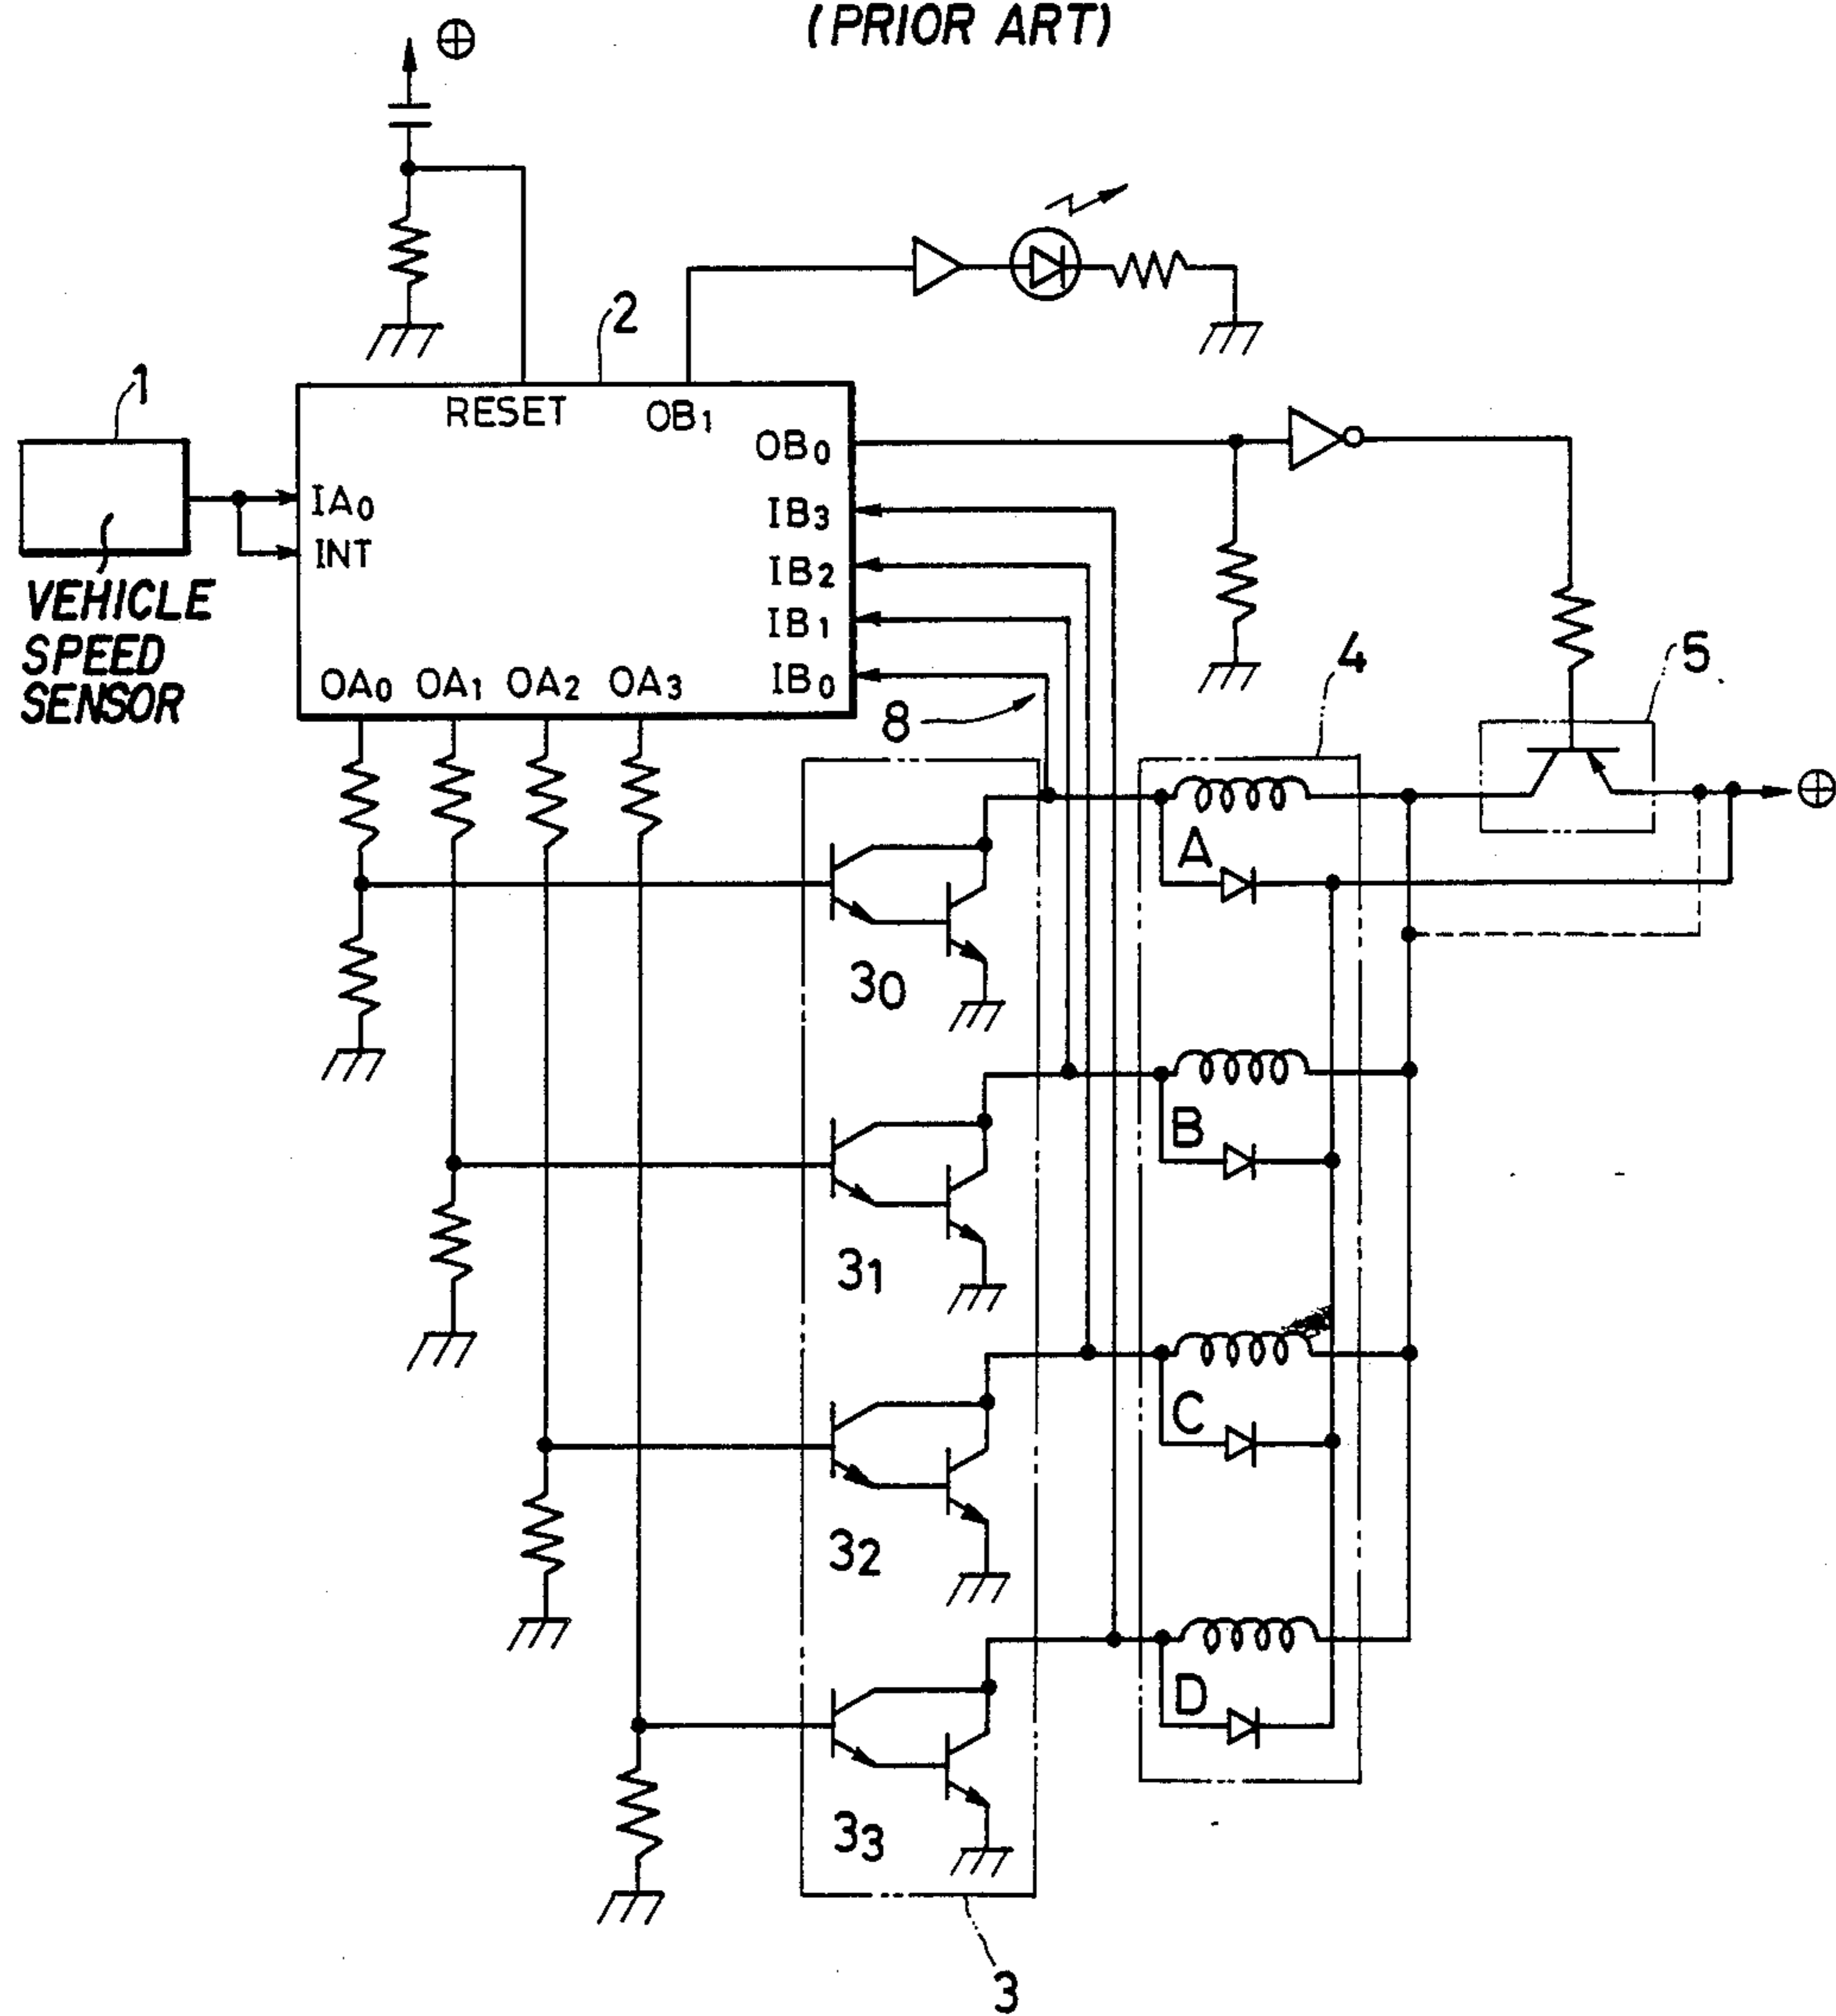 (PRIOR ART)
⊕
2
1
RESET
OB1
OB0
IA0
IB3
INT
IB2
VEHICLE
SPEED
SENSOR
IB1
OA0 OA1 OA2 OA3
IB0
4
5
8
⊕
A
30
B
31
C
32
D
33
3